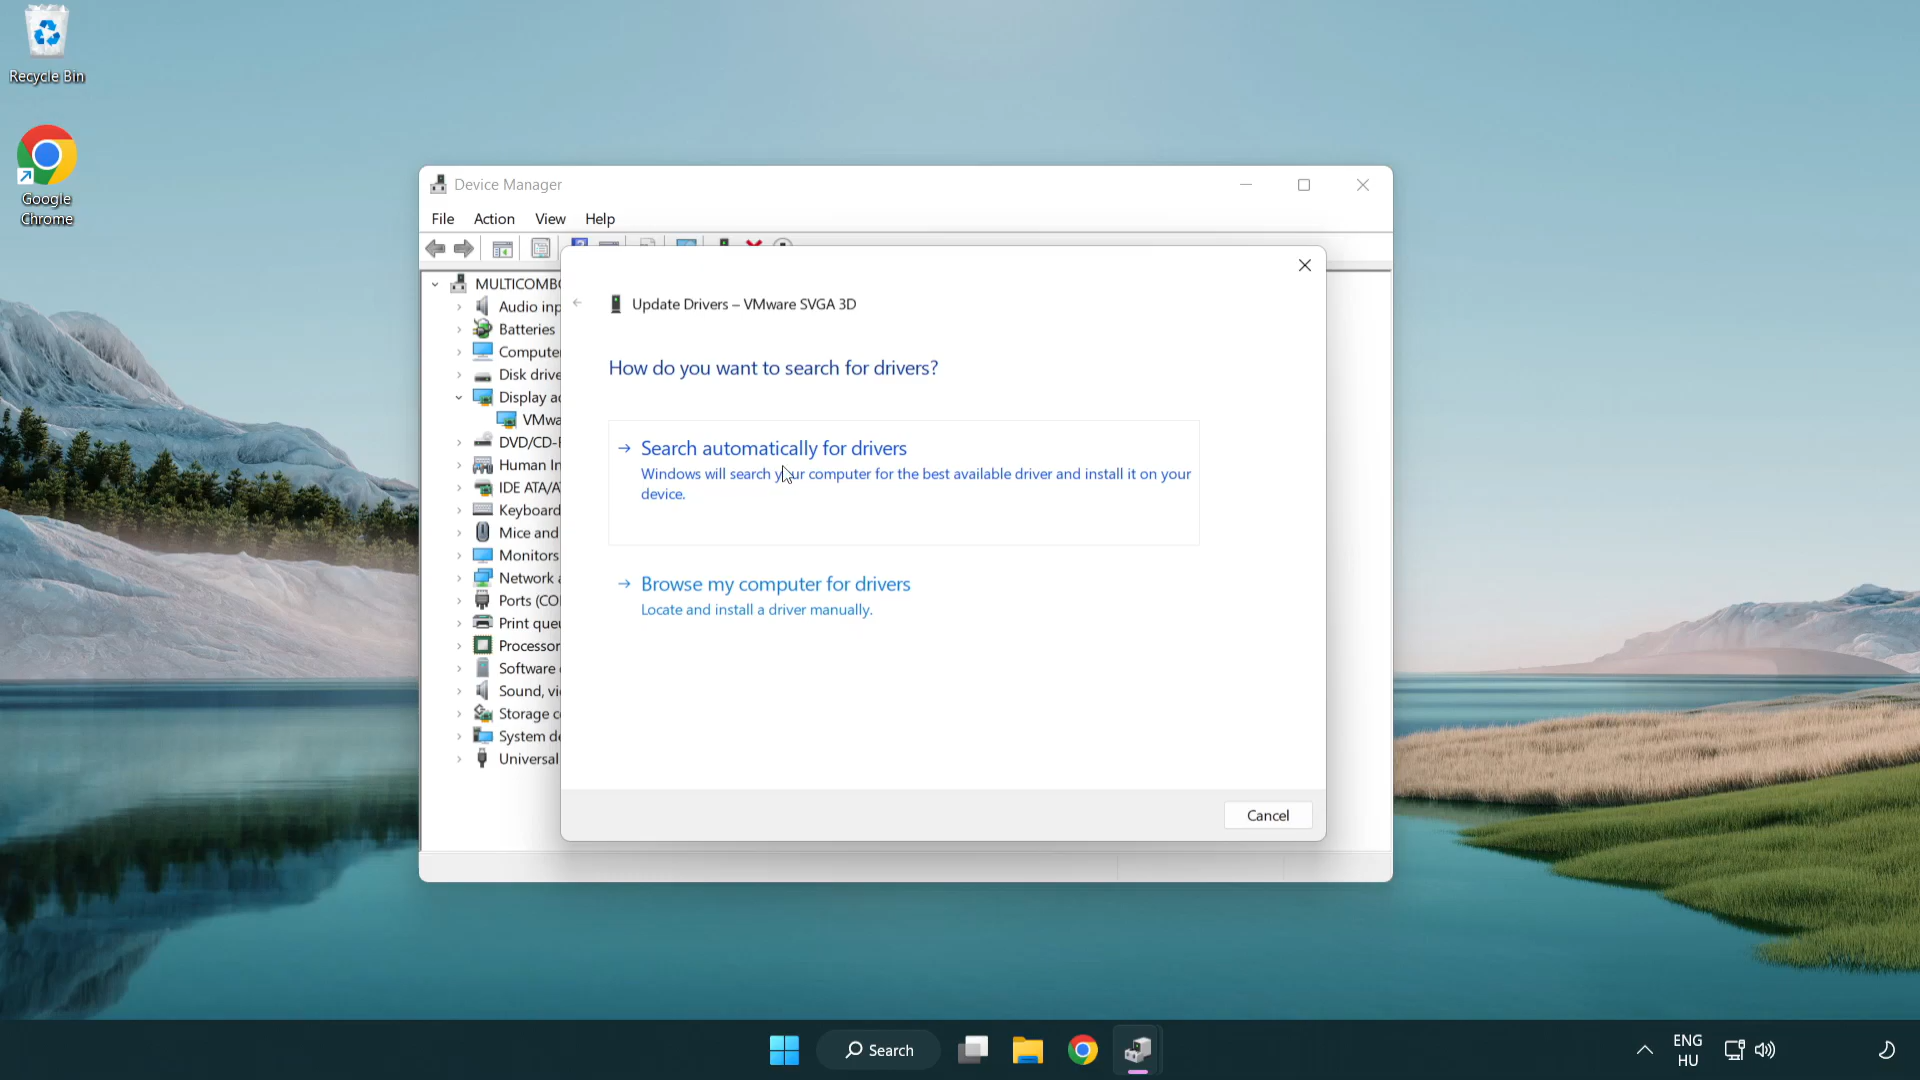 Recycle Bin
Google
Chrome
Device Manager
File Action View Help
MULTICOMBO
Audio inp
Batteries
Compute
Disk drive
Display ad
VMwa
DVD/CD-
Human In
IDE ATA/A
Keyboard
Mice and
Monitors
Network a
Ports (CO
Print queu
Processor
Software
Sound, vi
Storage c
System de
Universal
Update Drivers – VMware SVGA 3D
How do you want to search for drivers?
Search automatically for drivers
Windows will search your computer for the best available driver and install it on your
device.
Browse my computer for drivers
Locate and install a driver manually.
Cancel
Search
ENG
HU